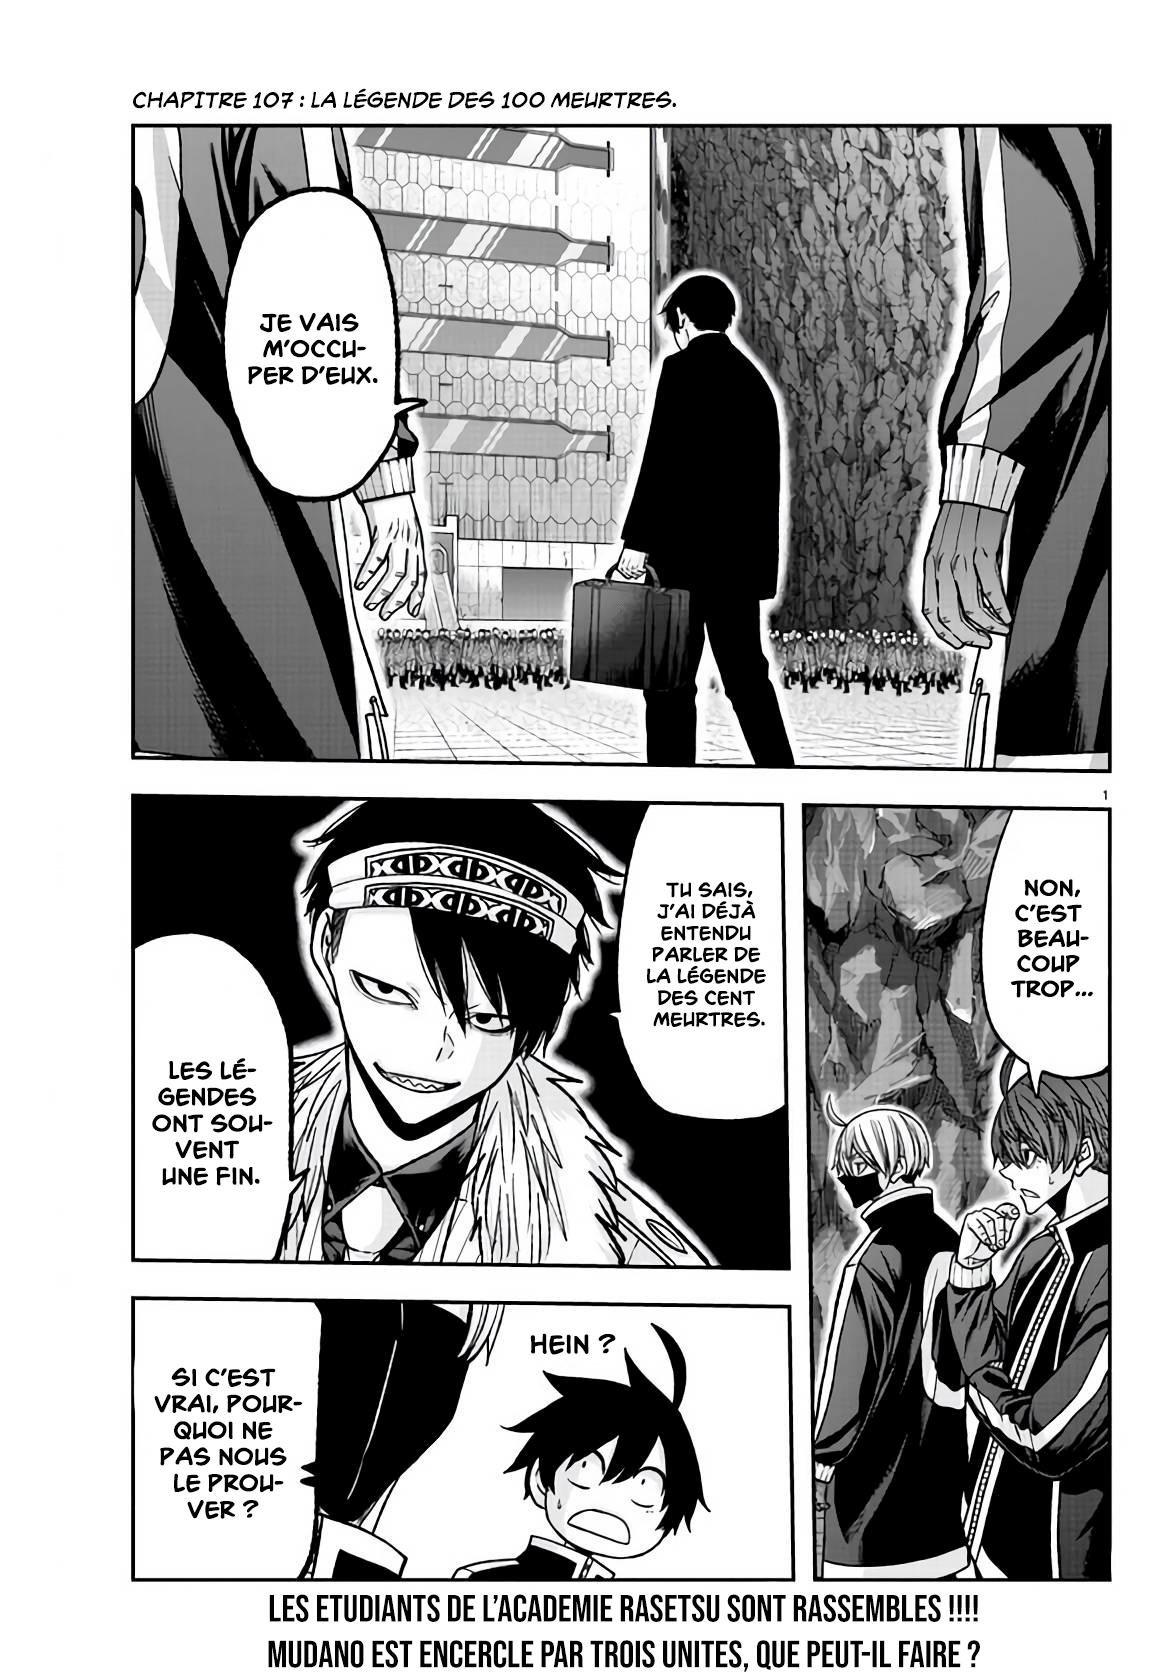 CHAPITRE 107 : LA LÉGENDE DES 100 MEURTRES.
JE VAIS
M'OCCU-
PER D'EUX.
1
NON,
C'EST
BEAU-
COUP
TROP...
TU SAIS,
J'AI DÉJÀ
ENTENDU
PARLER DE
LA LÉGENDE
DES CENT
MEURTRES.
LES LÉ-
GENDES
ONT SOU-
VENT
UNE FIN.
HEIN ?
SI C'EST
VRAI, POUR-
QUOI NE
PAS NOUS
LE PROU-
VER ?
LES ETUDIANTS DE L'ACADEMIE RASETSU SONT RASSEMBLES !!!!
MUDANO EST ENCERCLE PAR TROIS UNITES, QUE PEUT-IL FAIRE ?